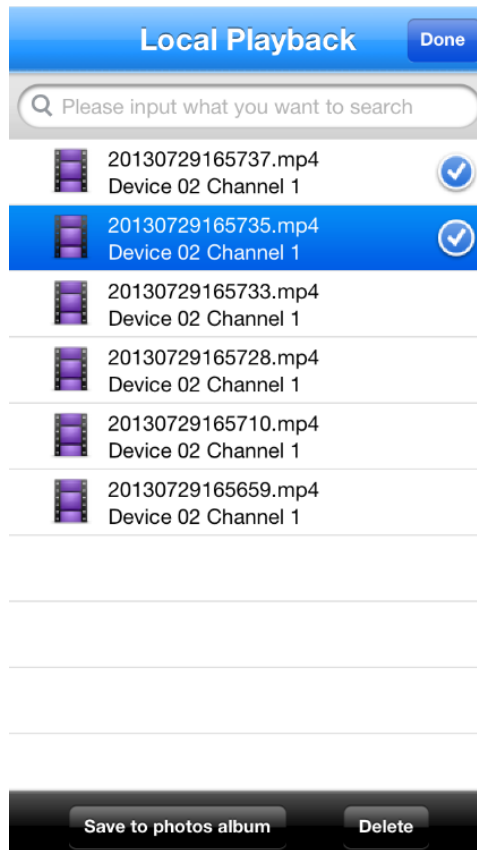 Local Playback
Done
Please input what you want to search
20130729165737.mp4
Device 02 Channel 1
20130729165735.mp4
Device 02 Channel 1
20130729165733.mp4
Device 02 Channel 1
20130729165728.mp4
Device 02 Channel 1
20130729165710.mp4
Device 02 Channel 1
20130729165659.mp4
Device 02 Channel 1
Save to photos album
Delete